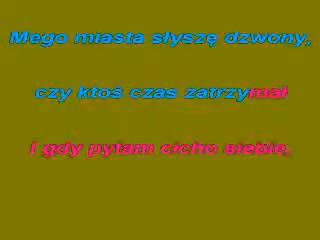 Mego miasta słyszę dzwony,
czy ktoś czas zatrzymał
i gdy pytam cicho siebie,